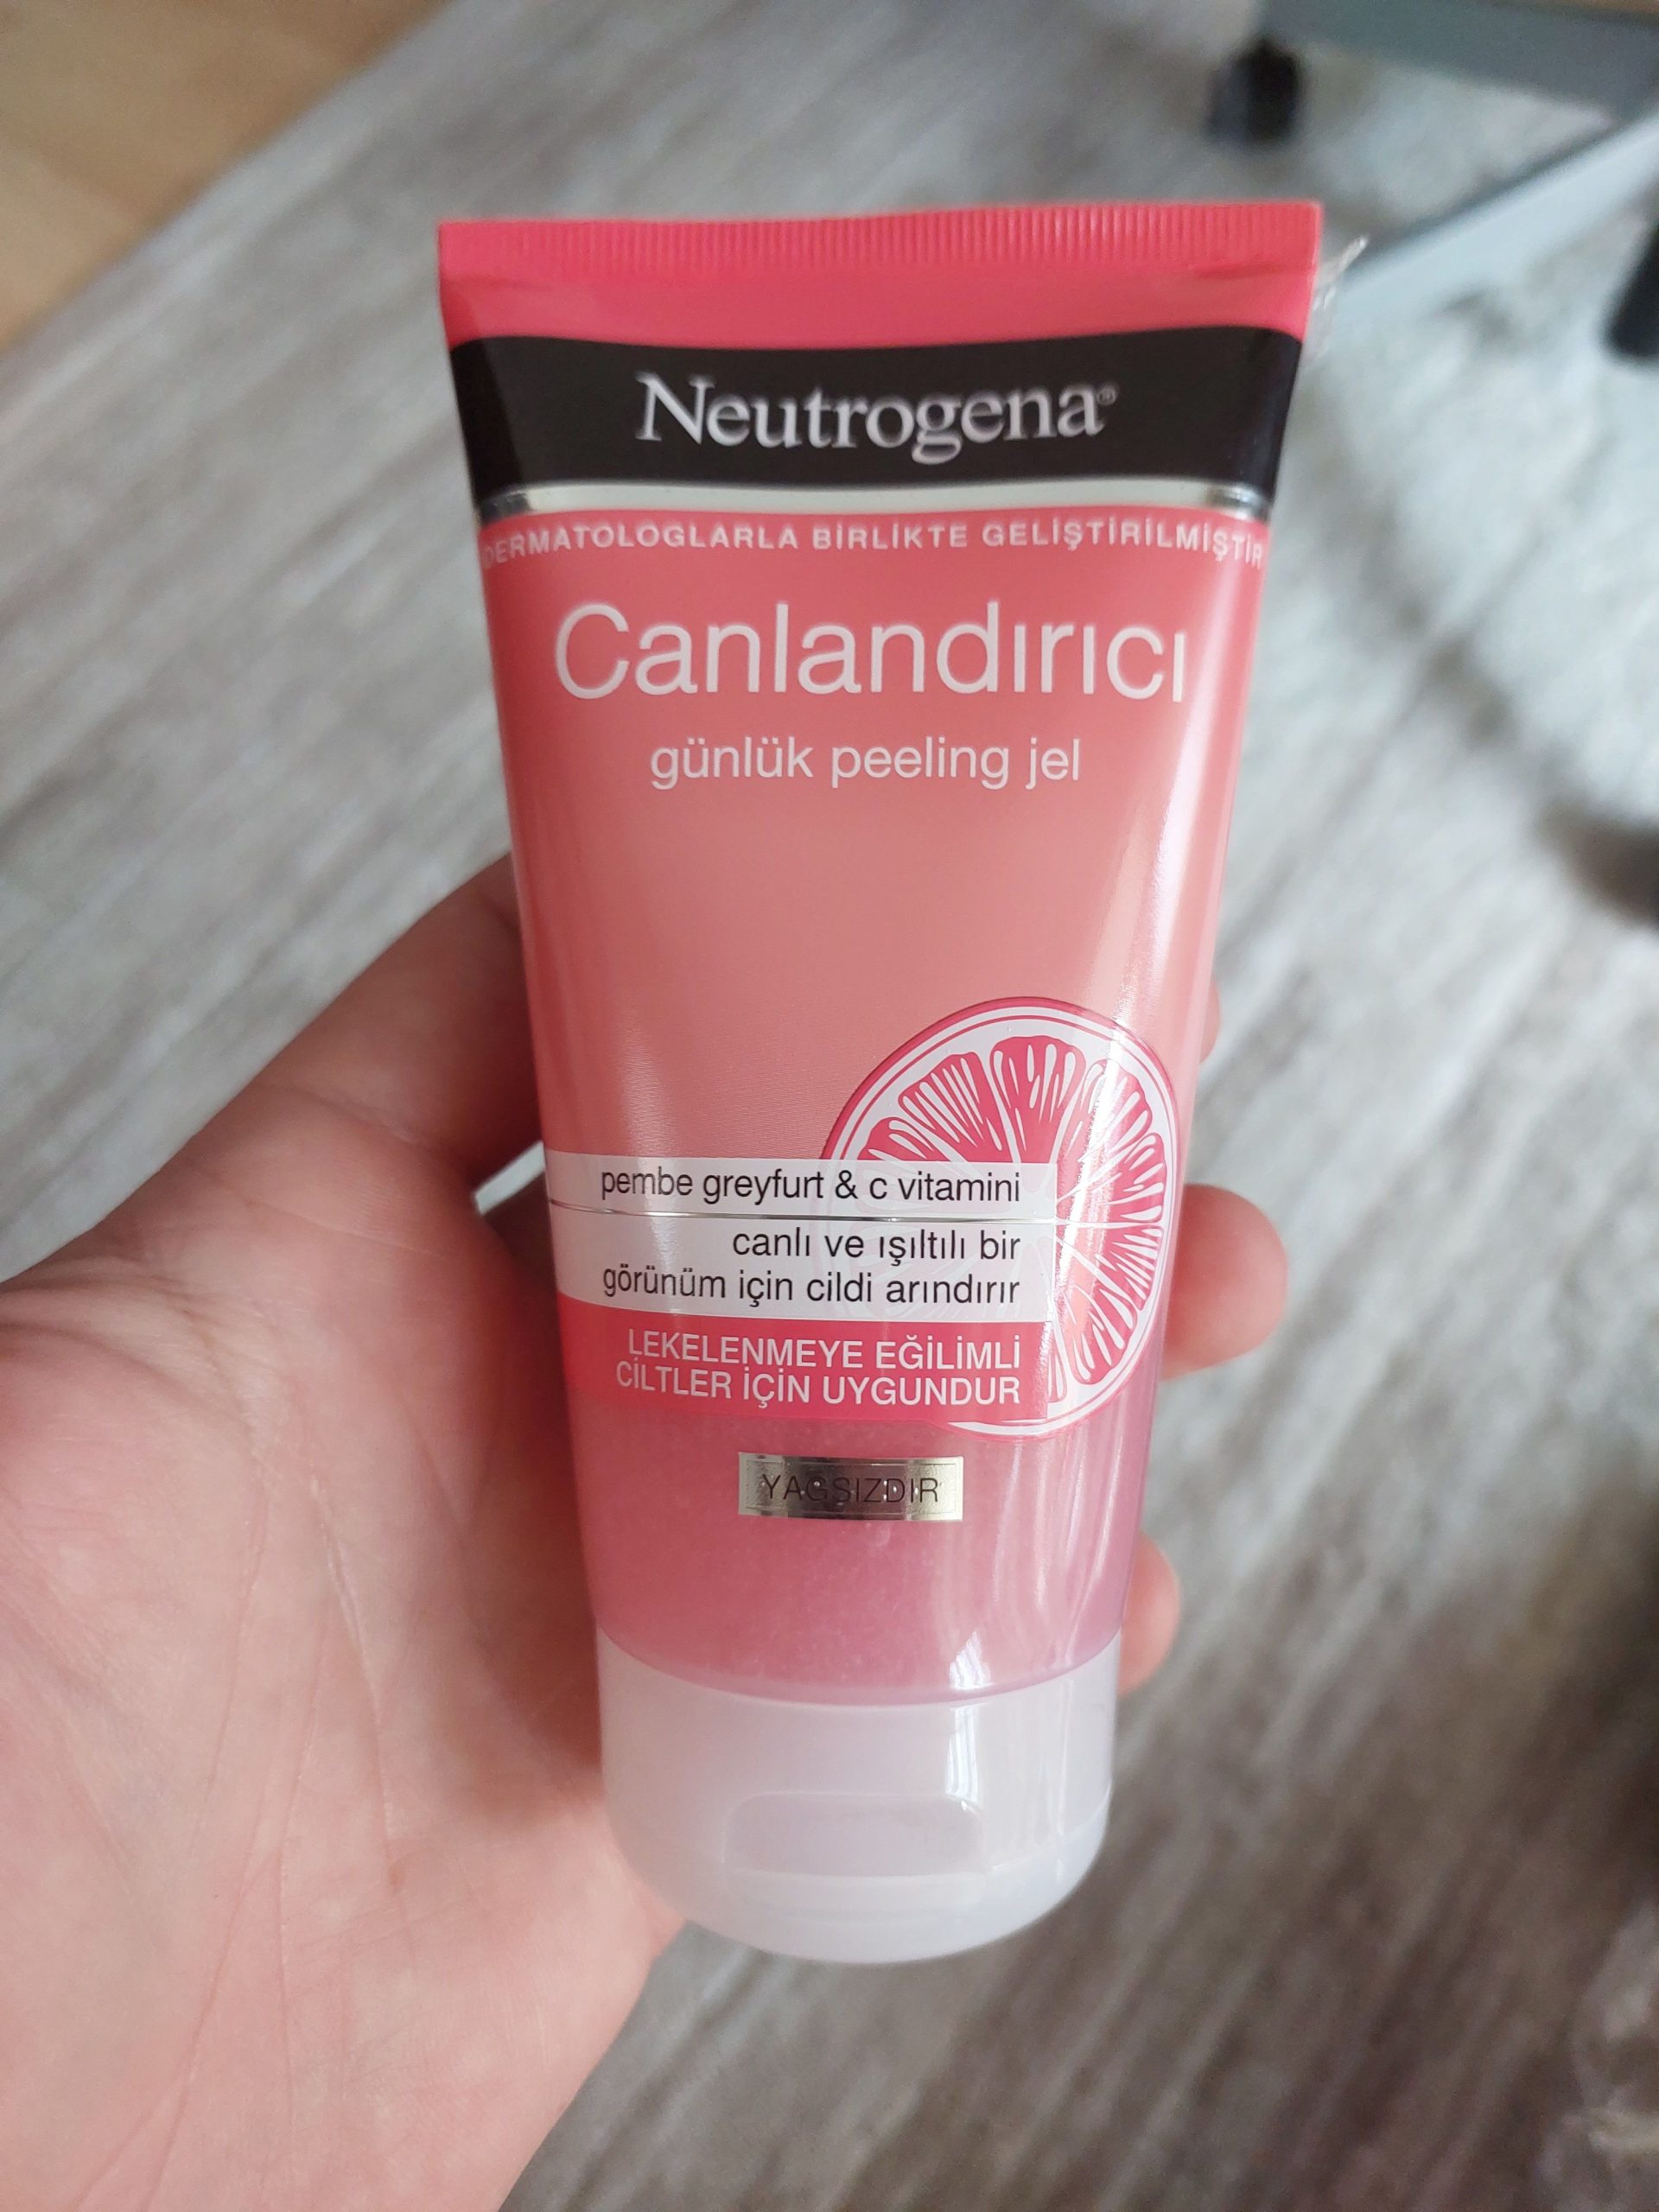 Neutrogena®
DERMATOLOGLARLA BİRLİKTE GELİŞTİRİLMİŞTİR
Canlandırıcı
günlük peeling jel
pembe greyfurt & c vitamini
canlı ve ışıltılı bir
görünüm için cildi arındırır
LEKELENMEYE EĞİLİMLİ
CİLTLER İÇİN UYGUNDUR
YAĞSIZDIR